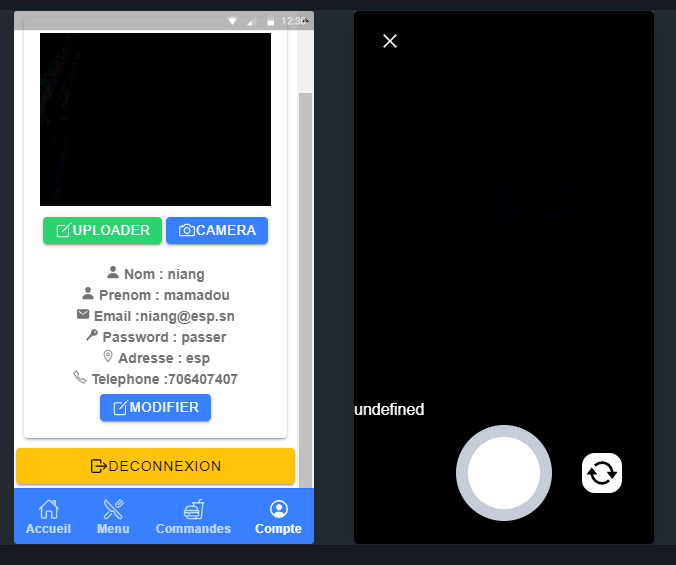 12:30
UPLOADER CAMERA
Nom : niang
Prenom : mamadou
Email :niang@esp.sn
Password : passer
Adresse : esp
Telephone :706407407
MODIFIER
DECONNEXION
Accueil Menu Commandes Compte
undefined